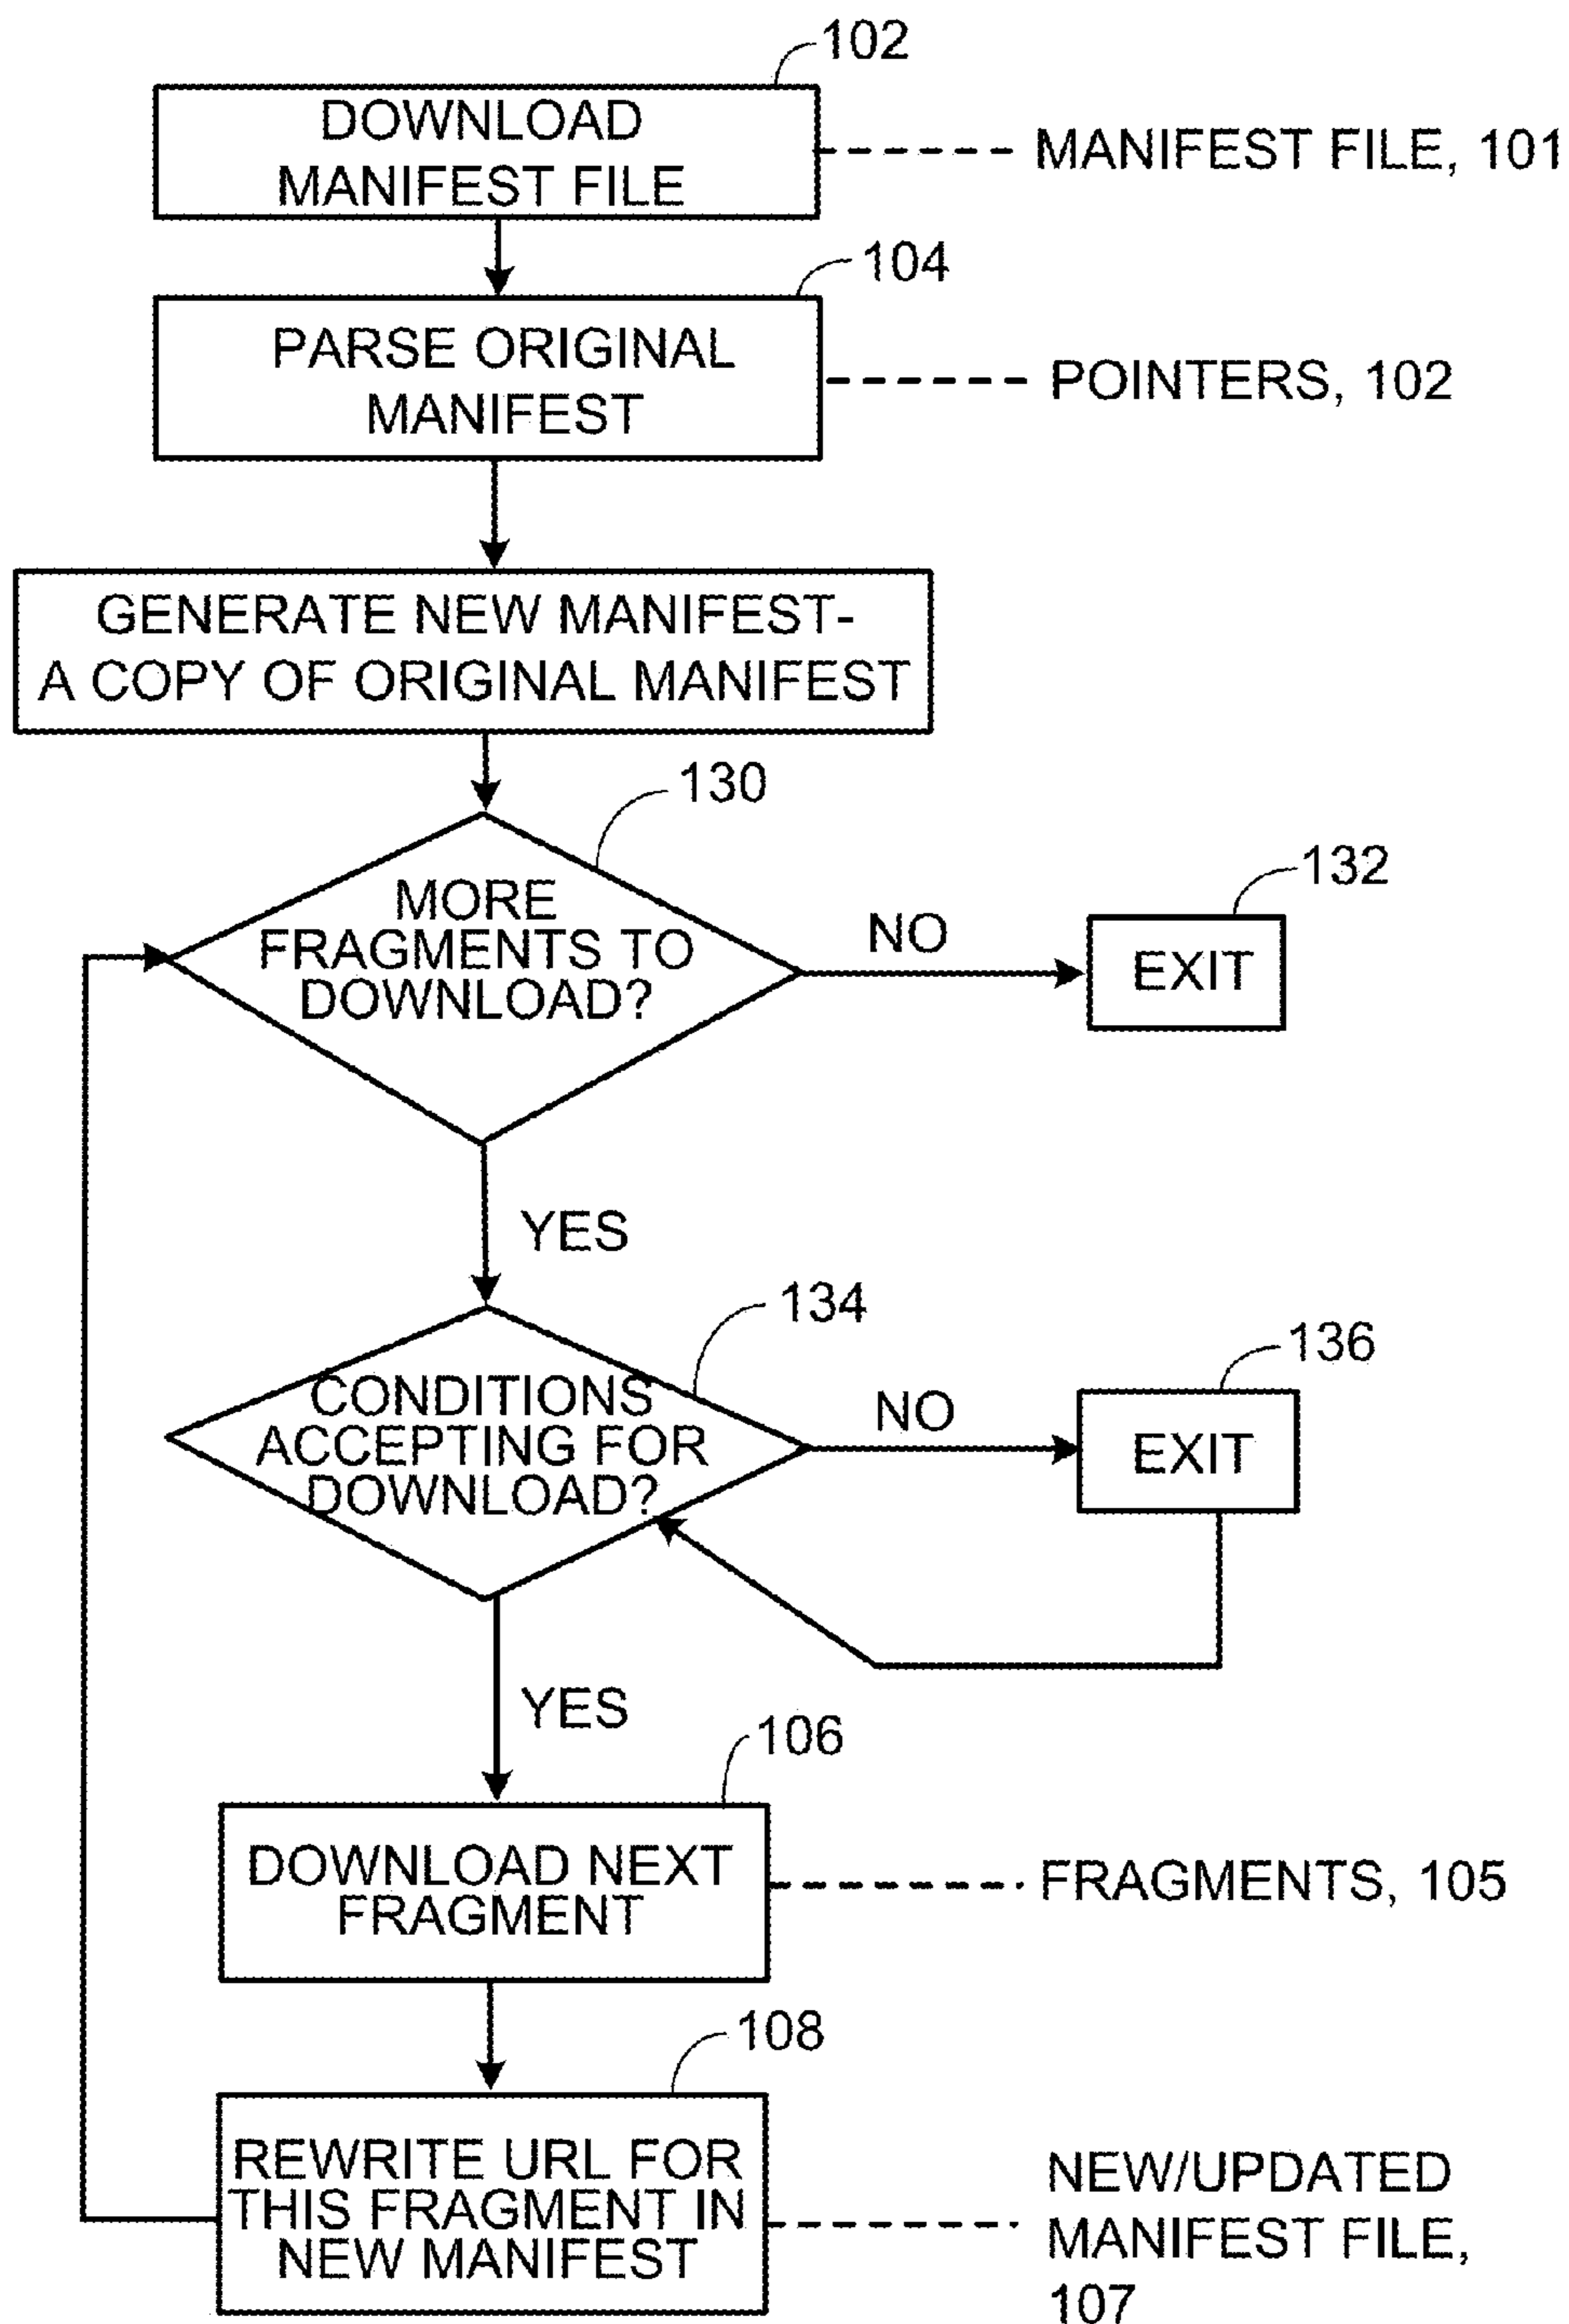 102
DOWNLOAD
MANIFEST FILE
MANIFEST FILE, 101
104
PARSE ORIGINAL
MANIFEST
POINTERS, 102
GENERATE NEW MANIFEST-
A COPY OF ORIGINAL MANIFEST
130
MORE
FRAGMENTS TO
DOWNLOAD?
NO
132
EXIT
YES
134
CONDITIONS
ACCEPTING FOR
DOWNLOAD?
NO
136
EXIT
YES
106
DOWNLOAD NEXT
FRAGMENT
FRAGMENTS, 105
108
REWRITE URL FOR
THIS FRAGMENT IN
NEW MANIFEST
NEW/UPDATED
MANIFEST FILE,
107